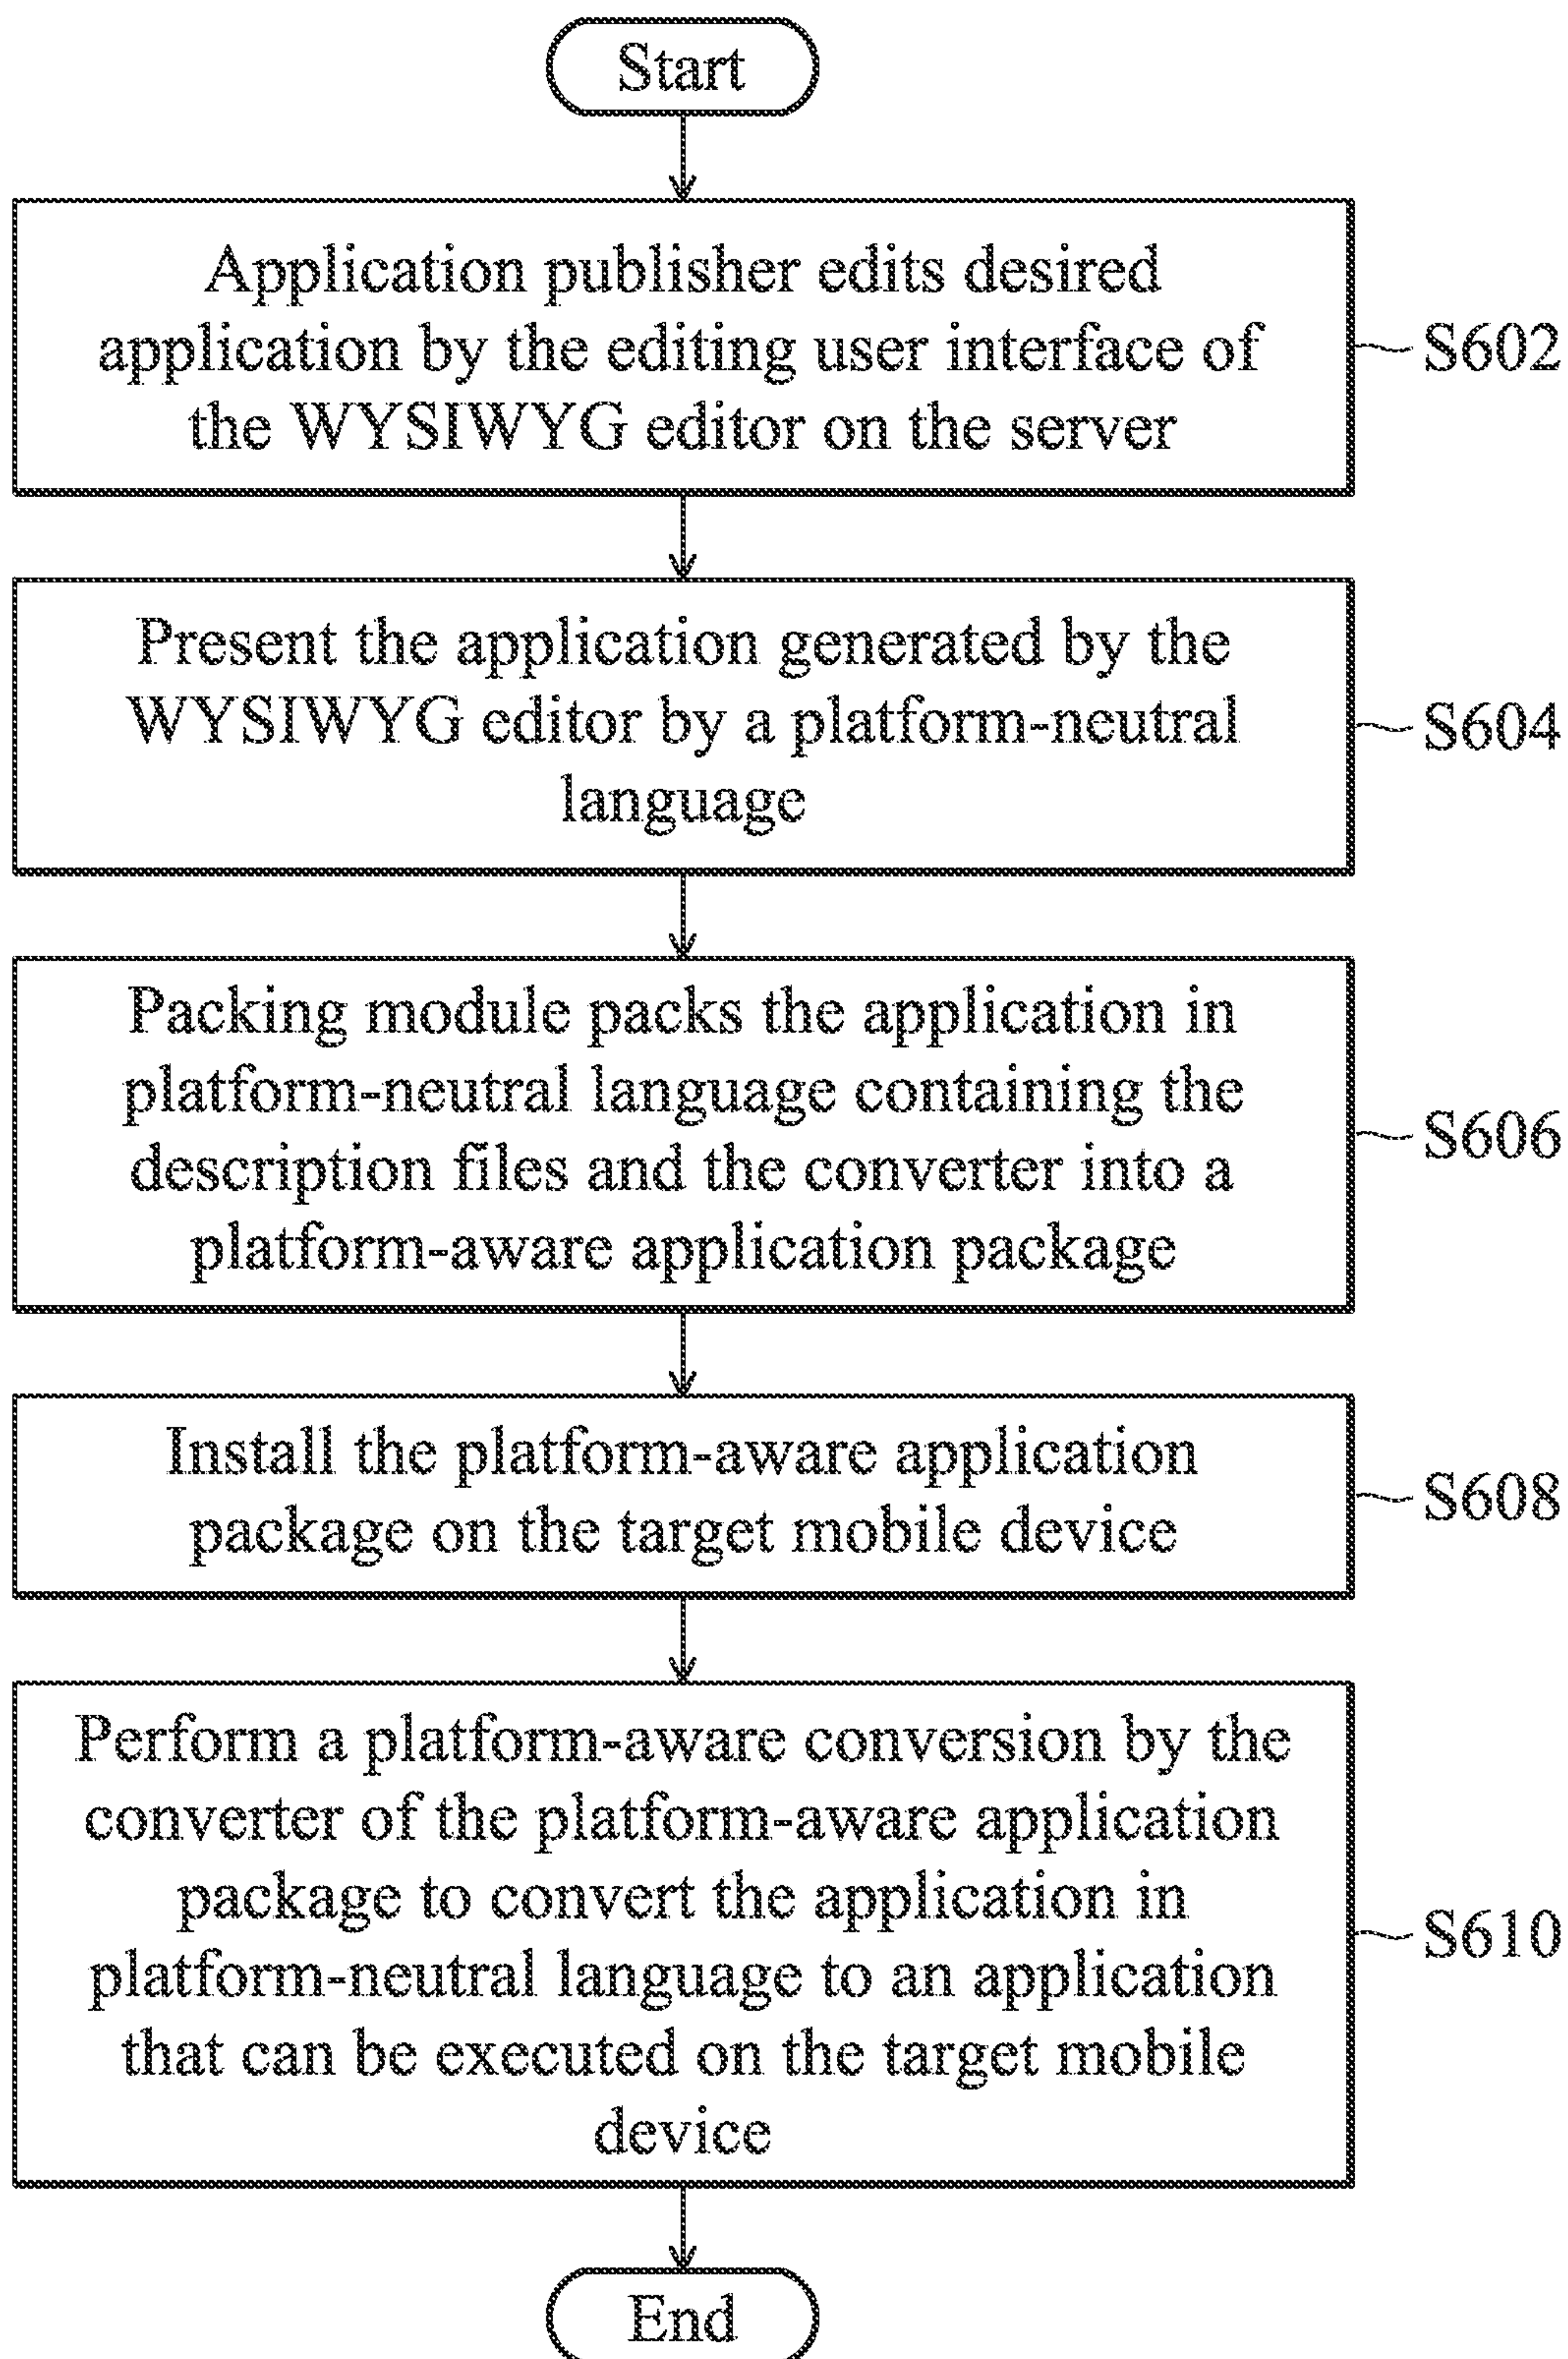 Start
Application publisher edits desired
application by the editing user interface of
the WYSIWYG editor on the server
S602
Present the application generated by the
WYSIWYG editor by a platform-neutral
language
S604
Packing module packs the application in
platform-neutral language containing the
description files and the converter into a
platform-aware application package
S606
Install the platform-aware application
package on the target mobile device
S608
Perform a platform-aware conversion by the
converter of the platform-aware application
package to convert the application in
platform-neutral language to an application
that can be executed on the target mobile
device
S610
End